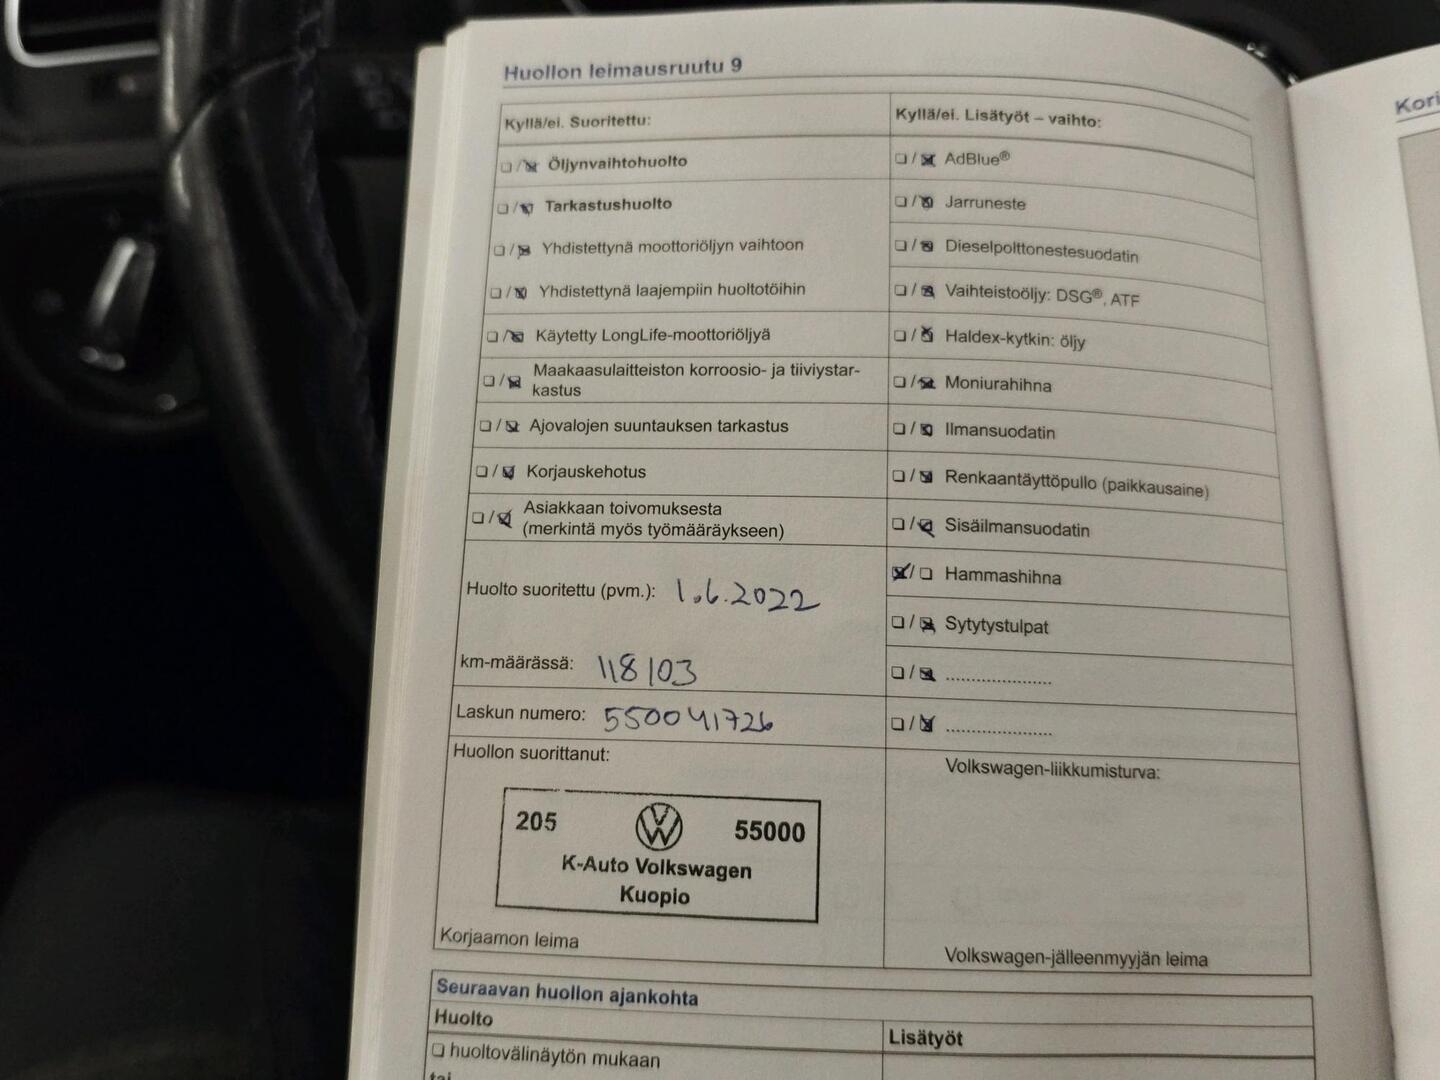 Huollon leimausruutu 9
Kyllä/ei. Suoritettu:
Öljynvaihtohuolto
Tarkastushuolto
Yhdistettynä moottoriöljyn vaihtoon
Yhdistettynä laajempiin huoltotöihin
Käytetty LongLife-moottoriöljyä
Maakaasulaitteiston korroosio- ja tiiviystar-
kastus
Ajovalojen suuntauksen tarkastus
Korjauskehotus
Asiakkaan toivomuksesta
(merkintä myös työmääräykseen)
Huolto suoritettu (pvm.): 1.6.2022
km-määrässä: 118103
Laskun numero: 550041726
Huollon suorittanut:
205 55000
K-Auto Volkswagen
Kuopio
Korjaamon leima
Kyllä/ei. Lisätyöt – vaihto:
AdBlue®
Jarruneste
Dieselpolttonestesuodatin
Vaihteistoöljy: DSG®, ATF
Haldex-kytkin: öljy
Moniurahihna
Ilmansuodatin
Renkaantäyttöpullo (paikkausaine)
Sisäilmansuodatin
Hammashihna
Sytytystulpat
Volkswagen-liikkumisturva:
Volkswagen-jälleenmyyjän leima
Seuraavan huollon ajankohta
Huolto
Lisätyöt
huoltovälinäytön mukaan
tai
Kori